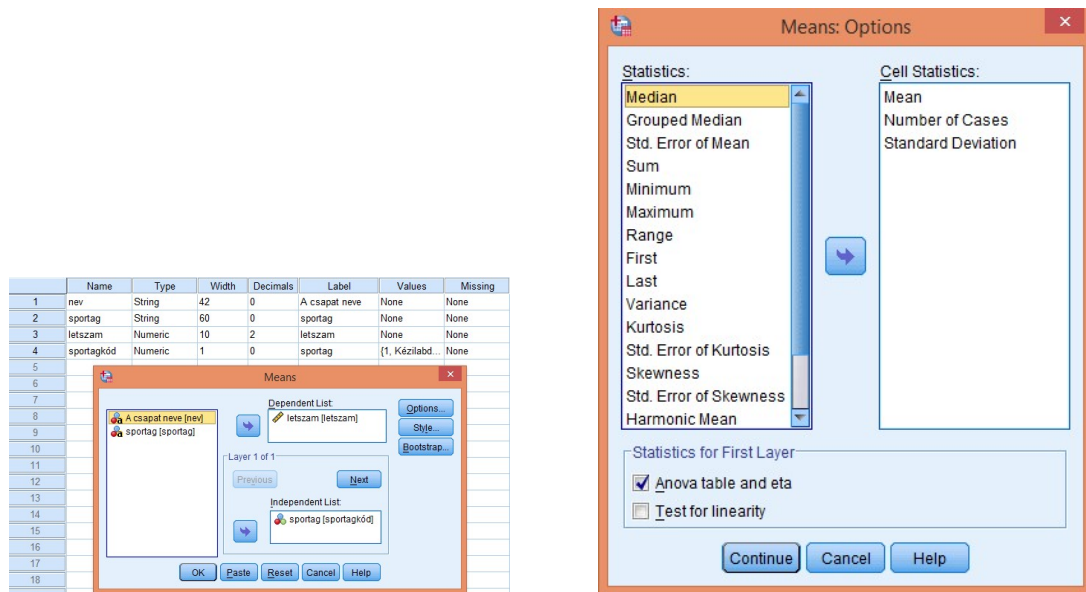 Name Type Width Decimals Label Values Missing
1 nev String 42 0 A csapat neve None None
2 sportag String 60 0 sportag None None
3 letszam Numeric 10 2 letszam None None
4 sportagkód Numeric 1 0 sportag {1, Kézilabd... None
5
6
7
8
9
10
11
12
13
14
15
16
17
18
Means
A csapat neve [nev]
sportag [sportag]
Dependent List:
letszam [letszam]
Options...
Style...
Bootstrap...
Layer 1 of 1
Previous Next
Independent List:
sportag [sportagkód]
OK Paste Reset Cancel Help
Means: Options
Statistics:
Median
Grouped Median
Std. Error of Mean
Sum
Minimum
Maximum
Range
First
Last
Variance
Kurtosis
Std. Error of Kurtosis
Skewness
Std. Error of Skewness
Harmonic Mean
Cell Statistics:
Mean
Number of Cases
Standard Deviation
Statistics for First Layer
Anova table and eta
Test for linearity
Continue Cancel Help